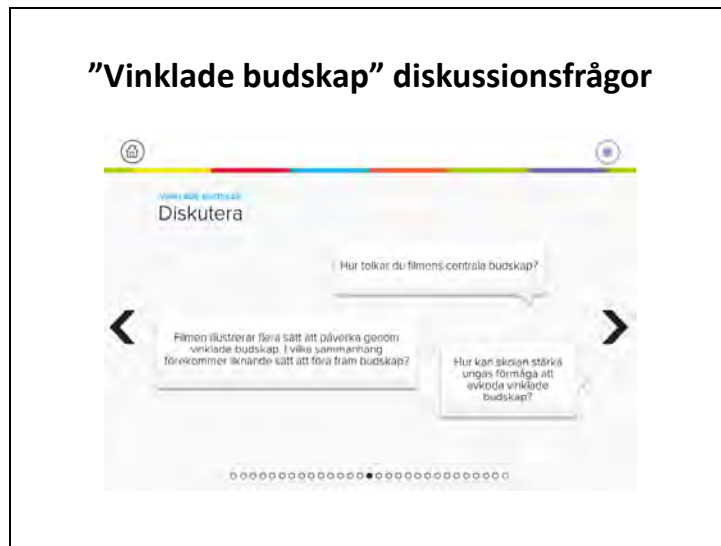 ”Vinklade budskap” diskussionsfrågor
VINKLADE BUDSKAP
Diskutera
Hur tolkar du filmens centrala budskap?
Filmen illustrerar flera sätt att påverka genom
vinklade budskap. I vilka sammanhang
förekommer liknande sätt att föra fram budskap?
Hur kan skolan stärka
ungas förmåga att
avkoda vinklade
budskap?